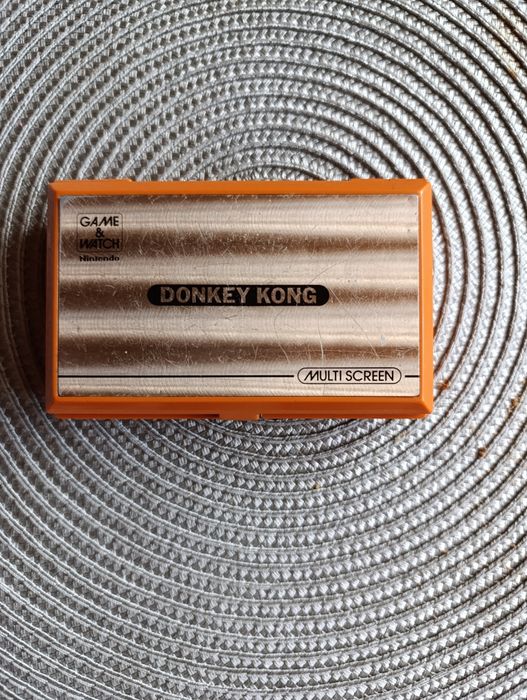 GAME
&
WATCH
Nintendo
DONKEY KONG
MULTI SCREEN